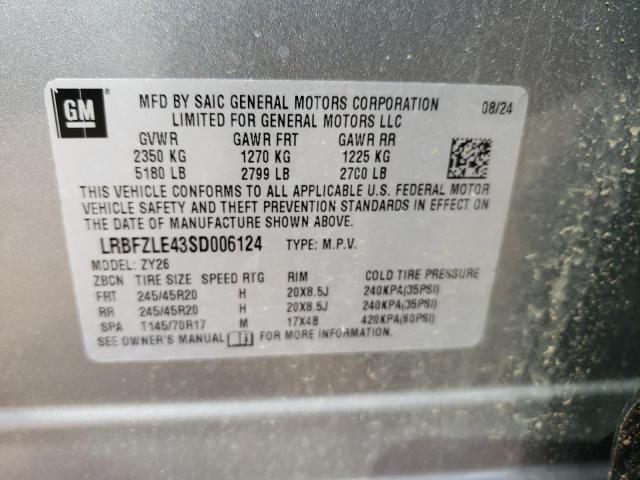 GM
MFD BY SAIC GENERAL MOTORS CORPORATION 08/24
LIMITED FOR GENERAL MOTORS LLC
GVWR GAWR FRT GAWR RR
2350 KG 1270 KG 1225 KG
5180 LB 2799 LB 2700 LB
THIS VEHICLE CONFORMS TO ALL APPLICABLE U.S. FEDERAL MOTOR
VEHICLE SAFETY AND THEFT PREVENTION STANDARDS IN EFFECT ON
THE DATE OF MANUFACTURE SHOWN ABOVE.
LRBFZLE43SD006124 TYPE: M.P.V.
MODEL: ZY26
ZBCN TIRE SIZE SPEED RTG RIM COLD TIRE PRESSURE
FRT 245/45R20 H 20X8.5J 240KPA(35PSI)
RR 245/45R20 H 20X8.5J 240KPA(35PSI)
SPA T145/70R17 M 17X4B 420KPA(60PSI)
SEE OWNER'S MANUAL FOR MORE INFORMATION